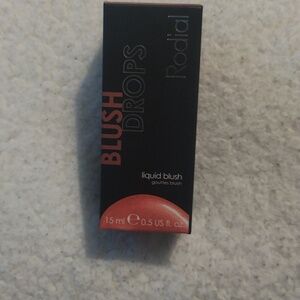 BLUSH
DROPS
Rodial
liquid blush
gouttes blush
15 ml ℮ 0.5 US fl. oz